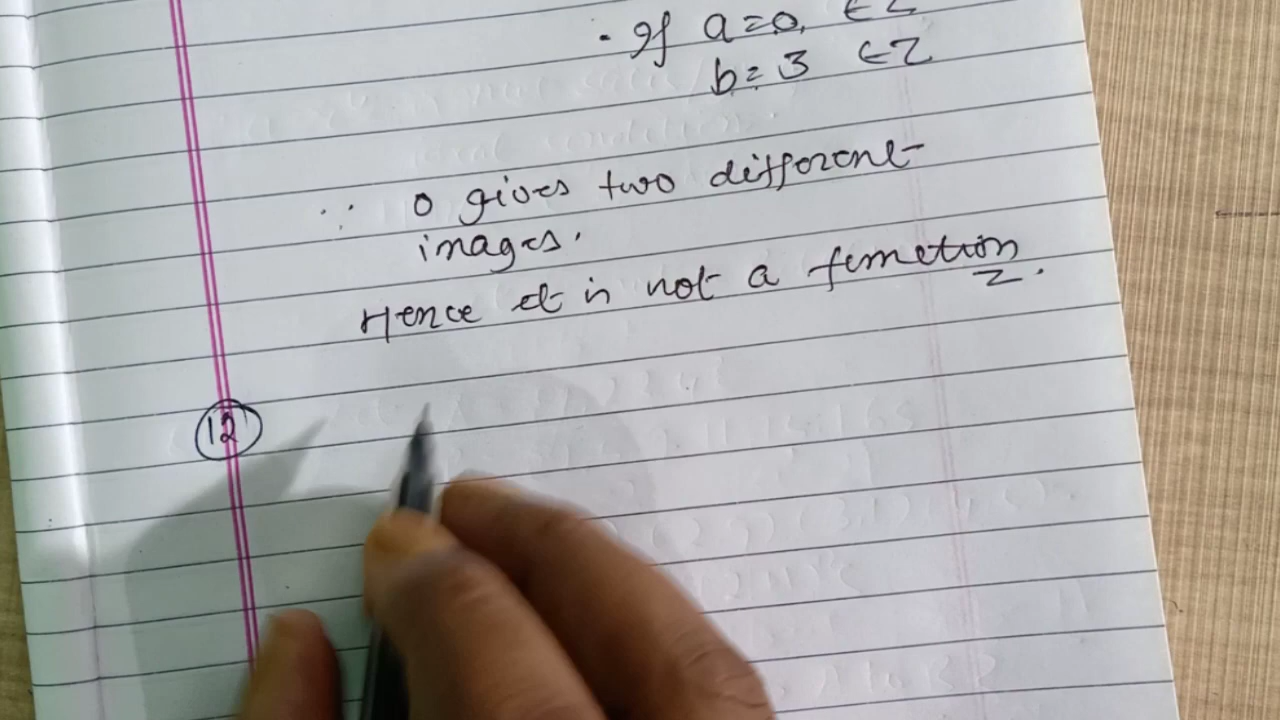 · If a=0, ∈Z
b= 3 ∈Z
∵ 0 gives two different
images.
Hence it is not a function.
12